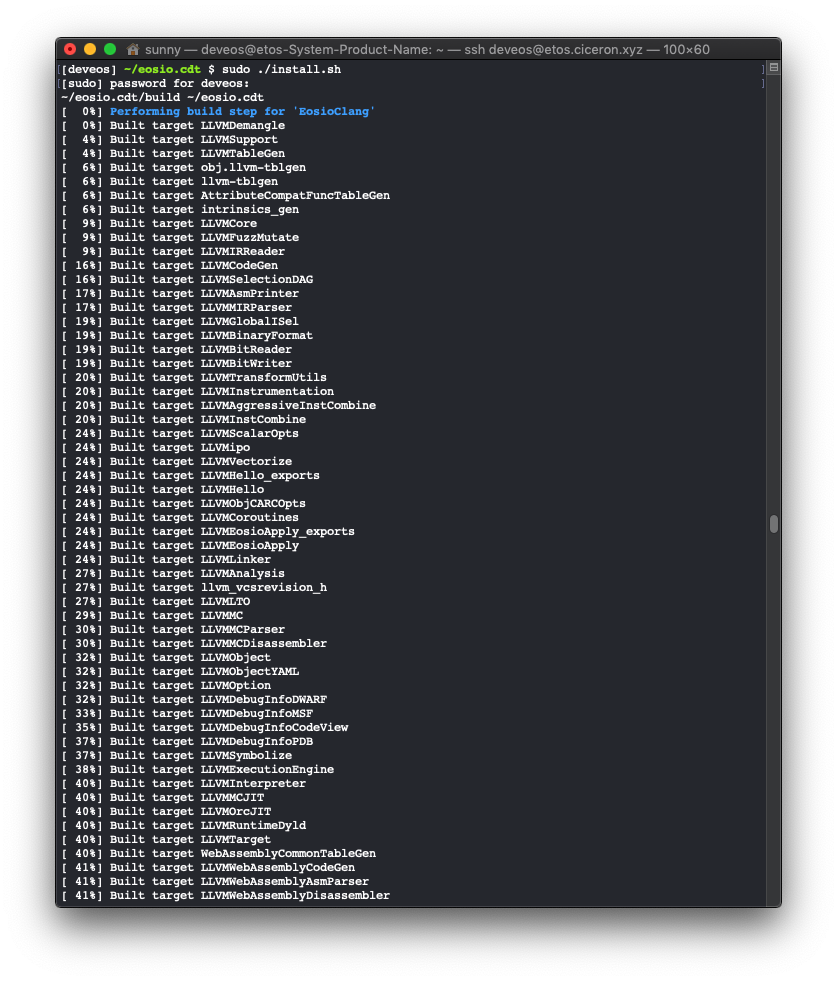 sunny — deveos@etos-System-Product-Name: ~ — ssh deveos@etos.ciceron.xyz — 100×60
[[deveos] ~/eosio.cdt $ sudo ./install.sh ]
[[sudo] password for deveos: ]
~/eosio.cdt/build ~/eosio.cdt
[  0%] Performing build step for 'EosioClang'
[  0%] Built target LLVMDemangle
[  4%] Built target LLVMSupport
[  4%] Built target LLVMTableGen
[  6%] Built target obj.llvm-tblgen
[  6%] Built target llvm-tblgen
[  6%] Built target AttributeCompatFuncTableGen
[  6%] Built target intrinsics_gen
[  9%] Built target LLVMCore
[  9%] Built target LLVMFuzzMutate
[  9%] Built target LLVMIRReader
[ 16%] Built target LLVMCodeGen
[ 16%] Built target LLVMSelectionDAG
[ 17%] Built target LLVMAsmPrinter
[ 17%] Built target LLVMMIRParser
[ 19%] Built target LLVMGlobalISel
[ 19%] Built target LLVMBinaryFormat
[ 19%] Built target LLVMBitReader
[ 19%] Built target LLVMBitWriter
[ 20%] Built target LLVMTransformUtils
[ 20%] Built target LLVMInstrumentation
[ 20%] Built target LLVMAggressiveInstCombine
[ 20%] Built target LLVMInstCombine
[ 24%] Built target LLVMScalarOpts
[ 24%] Built target LLVMipo
[ 24%] Built target LLVMVectorize
[ 24%] Built target LLVMHello_exports
[ 24%] Built target LLVMHello
[ 24%] Built target LLVMObjCARCOpts
[ 24%] Built target LLVMCoroutines
[ 24%] Built target LLVMEosioApply_exports
[ 24%] Built target LLVMEosioApply
[ 24%] Built target LLVMLinker
[ 27%] Built target LLVMAnalysis
[ 27%] Built target llvm_vcsrevision_h
[ 27%] Built target LLVMLTO
[ 29%] Built target LLVMMC
[ 30%] Built target LLVMMCParser
[ 30%] Built target LLVMMCDisassembler
[ 32%] Built target LLVMObject
[ 32%] Built target LLVMObjectYAML
[ 32%] Built target LLVMOption
[ 32%] Built target LLVMDebugInfoDWARF
[ 33%] Built target LLVMDebugInfoMSF
[ 35%] Built target LLVMDebugInfoCodeView
[ 37%] Built target LLVMDebugInfoPDB
[ 37%] Built target LLVMSymbolize
[ 38%] Built target LLVMExecutionEngine
[ 40%] Built target LLVMInterpreter
[ 40%] Built target LLVMMCJIT
[ 40%] Built target LLVMOrcJIT
[ 40%] Built target LLVMRuntimeDyld
[ 40%] Built target LLVMTarget
[ 40%] Built target WebAssemblyCommonTableGen
[ 41%] Built target LLVMWebAssemblyCodeGen
[ 41%] Built target LLVMWebAssemblyAsmParser
[ 41%] Built target LLVMWebAssemblyDisassembler